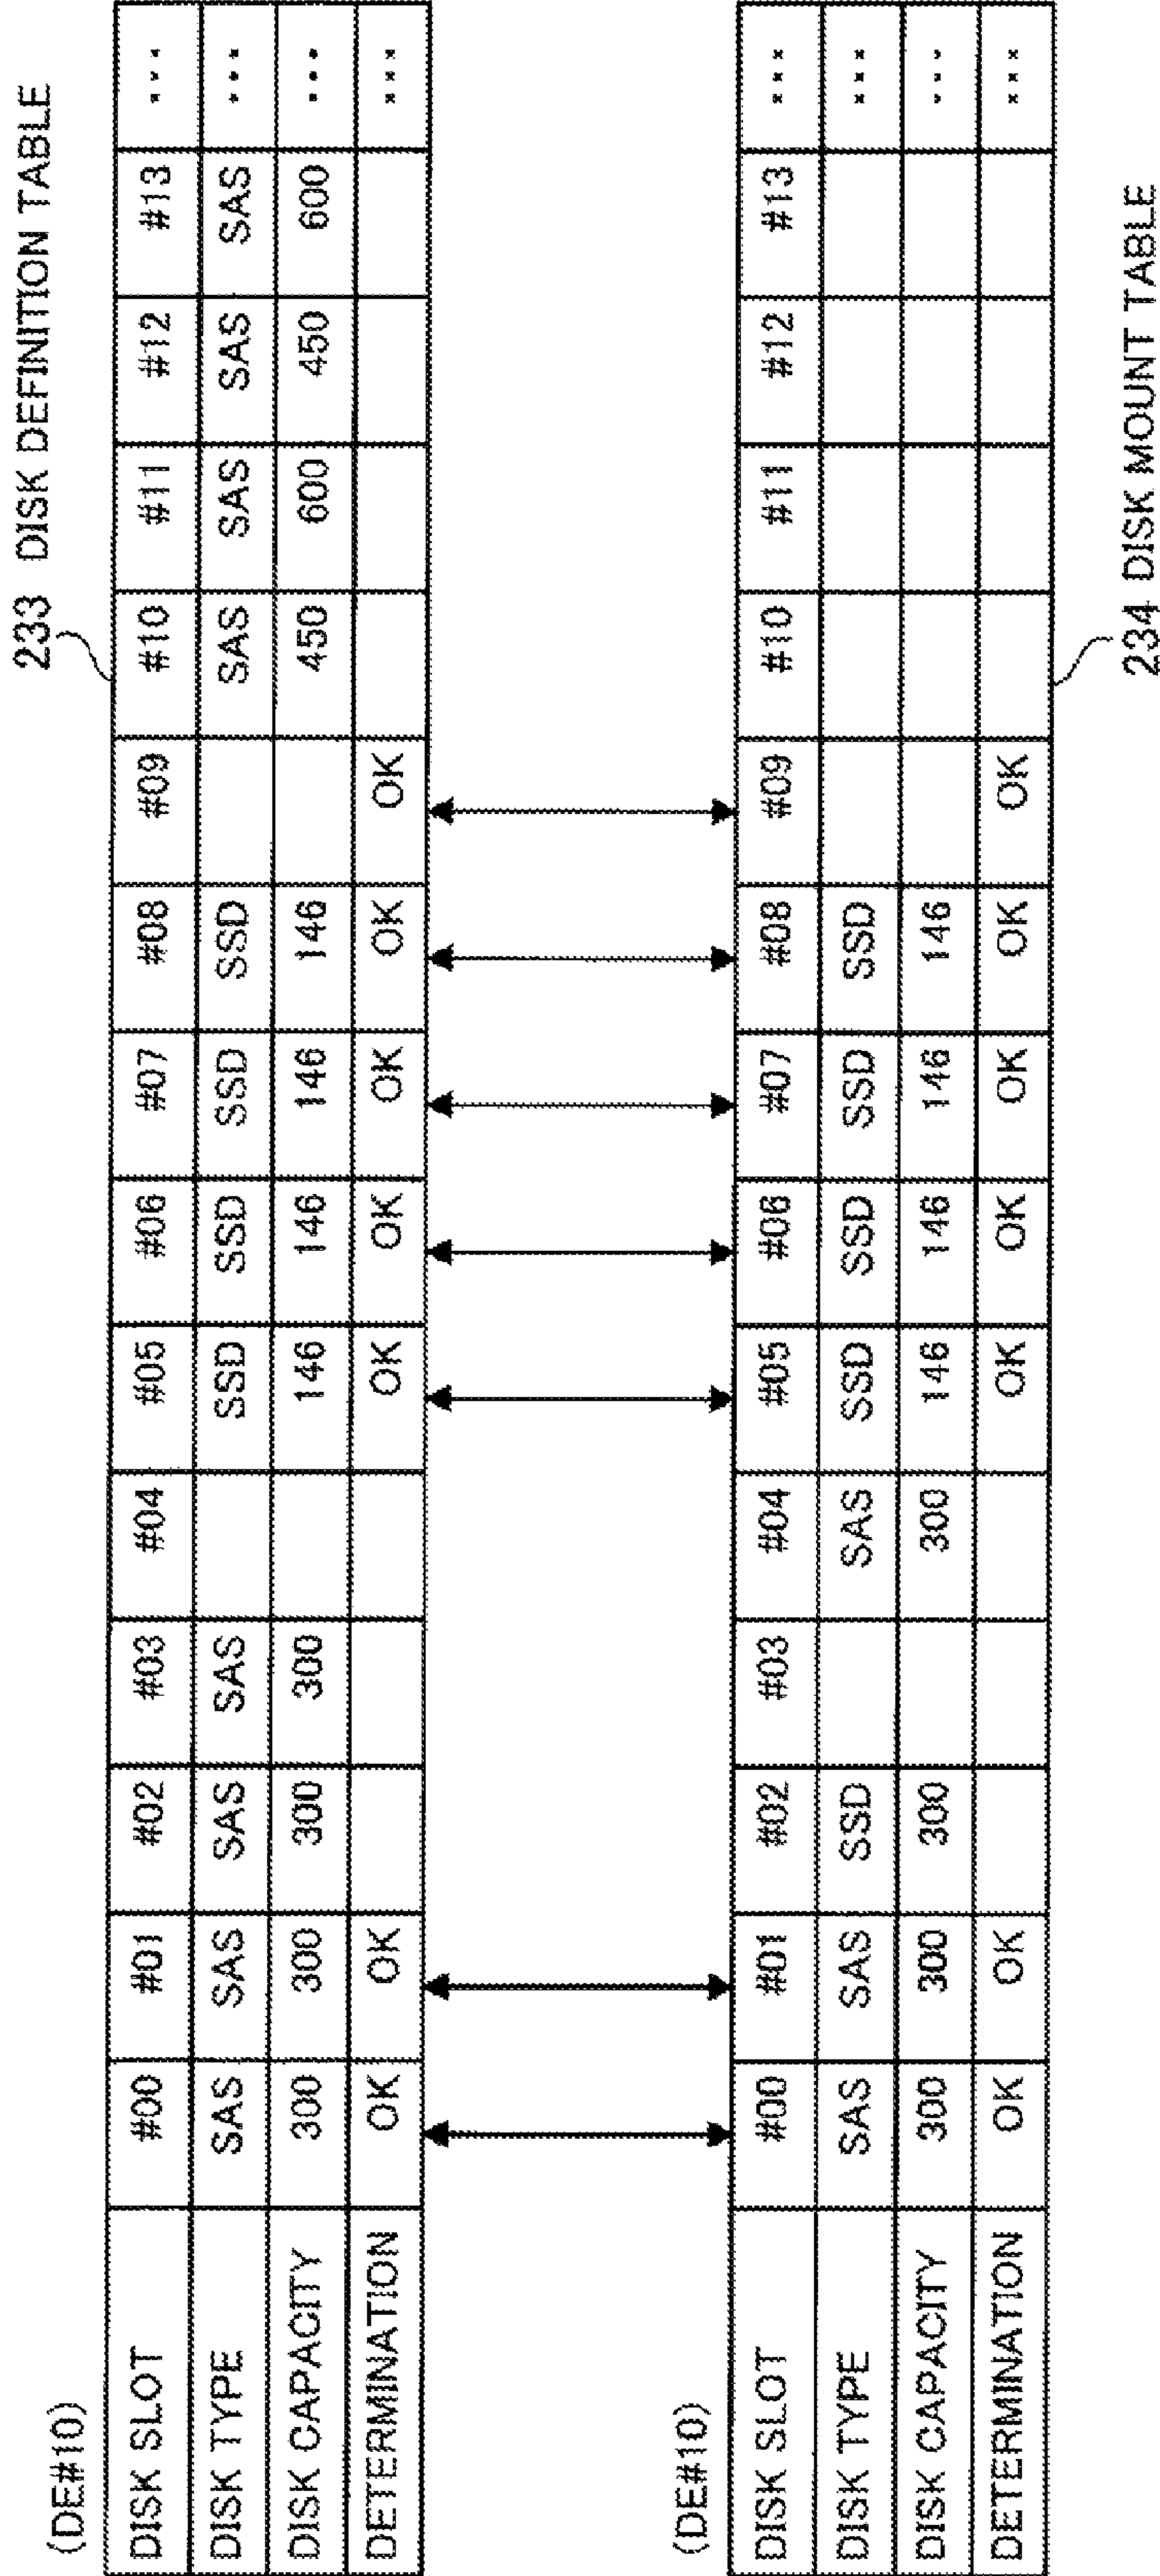 233 DISK DEFINITION TABLE
(DE#10)
DISK SLOT #00 #01 #02 #03 #04 #05 #06 #07 #08 #09 #10 #11 #12 #13 ...
DISK TYPE SAS SAS SAS SAS SSD SSD SSD SSD SAS SAS SAS SAS ...
DISK CAPACITY 300 300 300 300 146 146 146 146 450 600 450 600 ...
DETERMINATION OK OK OK OK OK OK OK ...
(DE#10)
DISK SLOT #00 #01 #02 #03 #04 #05 #06 #07 #08 #09 #10 #11 #12 #13 ...
DISK TYPE SAS SAS SSD SAS SSD SSD SSD SSD ...
DISK CAPACITY 300 300 300 300 146 146 146 146 ...
DETERMINATION OK OK OK OK OK OK OK ...
234 DISK MOUNT TABLE